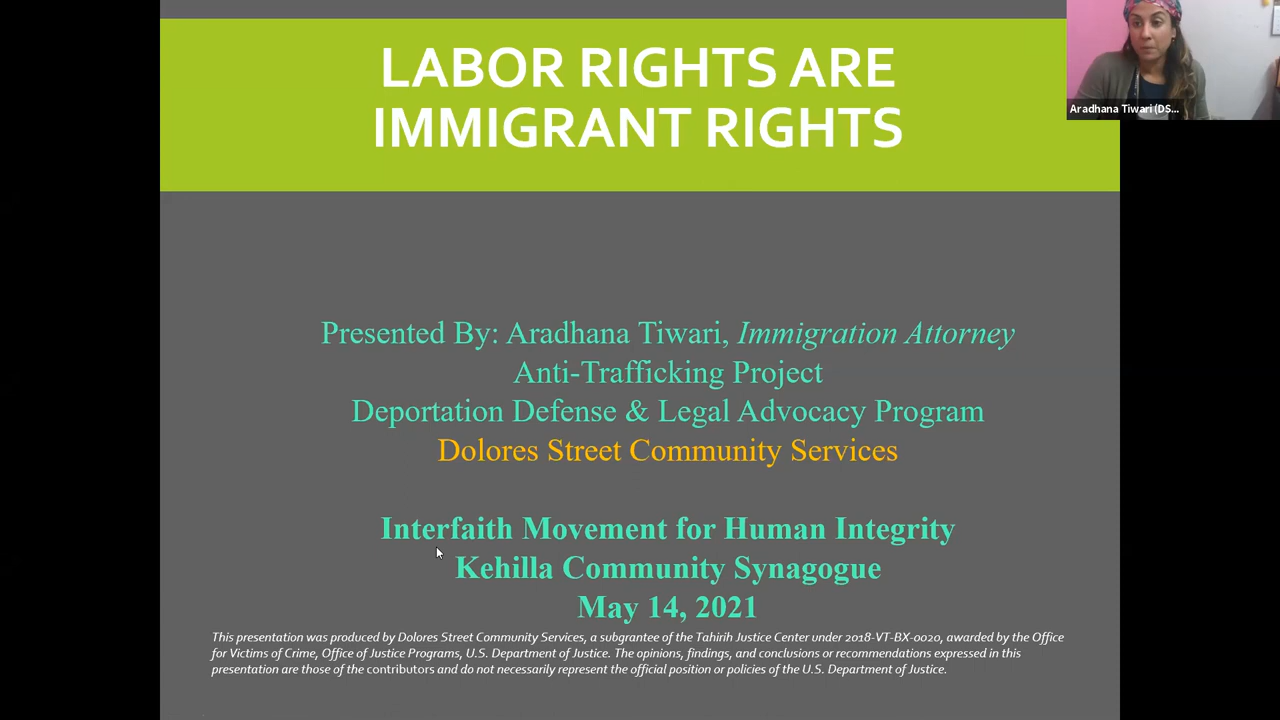 LABOR RIGHTS ARE
IMMIGRANT RIGHTS
Aradhana Tiwari (DS...
Presented By: Aradhana Tiwari, Immigration Attorney
Anti-Trafficking Project
Deportation Defense & Legal Advocacy Program
Dolores Street Community Services
Interfaith Movement for Human Integrity
Kehilla Community Synagogue
May 14, 2021
This presentation was produced by Dolores Street Community Services, a subgrantee of the Tahirih Justice Center under 2018-VT-BX-0020, awarded by the Office
for Victims of Crime, Office of Justice Programs, U.S. Department of Justice. The opinions, findings, and conclusions or recommendations expressed in this
presentation are those of the contributors and do not necessarily represent the official position or policies of the U.S. Department of Justice.